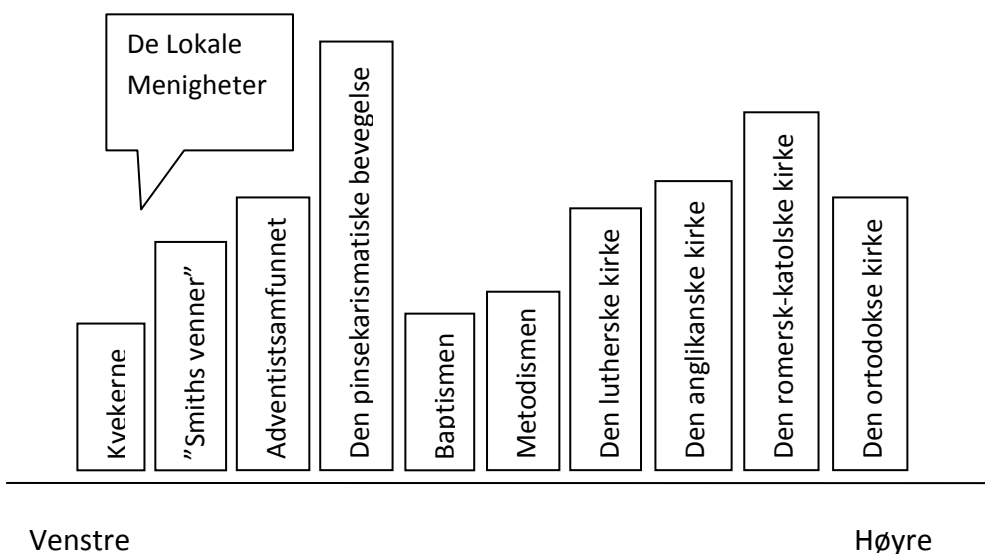 De Lokale
Menigheter
Kvekerne
”Smiths venner”
Adventistsamfunnet
Den pinsekarismatiske bevegelse
Baptismen
Metodismen
Den lutherske kirke
Den anglikanske kirke
Den romersk-katolske kirke
Den ortodokse kirke
Venstre
Høyre